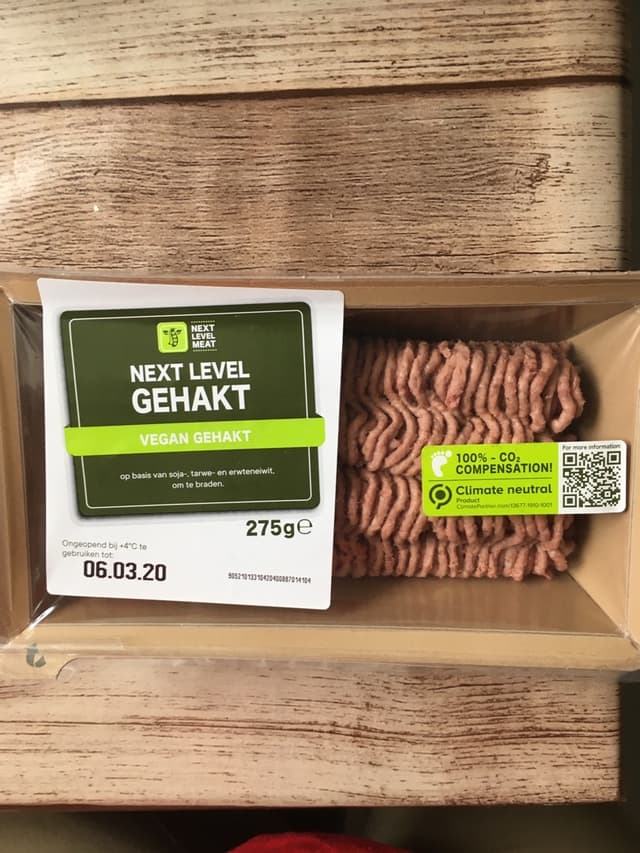 NEXT
LEVEL
MEAT
NEXT LEVEL
GEHAKT
VEGAN GEHAKT
op basis van soja-, tarwe- en erwteneiwit,
om te braden.
275g℮
Ongeopend bij +4°C te
gebruiken tot:
06.03.20
100% - CO₂
COMPENSATION!
Climate neutral
Product
For more information: